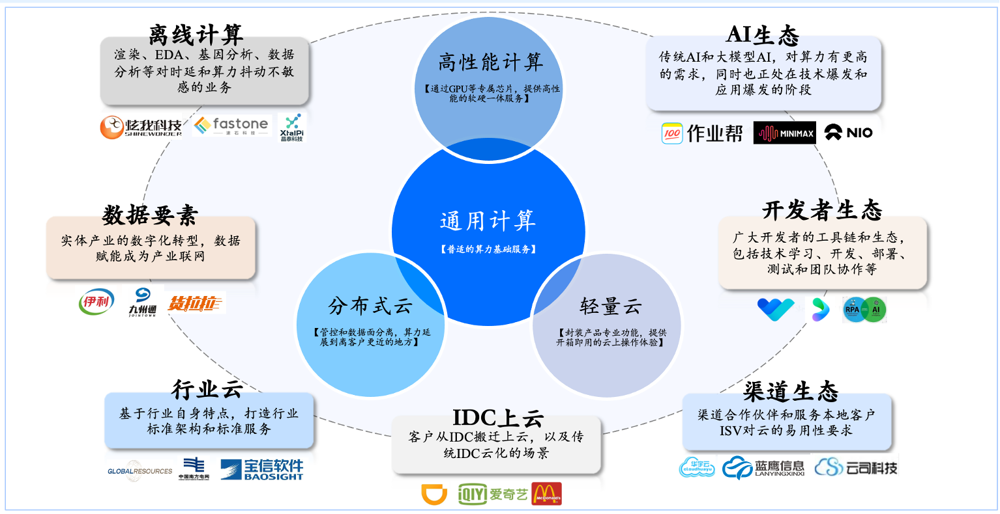 离线计算
渲染、EDA、基因分析、数据
分析等对时延和算力抖动不敏
感的业务
炫我科技
SHINEWONDER
fastone
速石科技
XtalPi
晶泰科技
高性能计算
【通过GPU等专属芯片，提供高性
能的软硬一体服务】
AI生态
传统AI和大模型AI，对算力有更高
的需求，同时也正处在技术爆发和
应用爆发的阶段
100 作业帮
MINIMAX
NIO
数据要素
实体产业的数字化转型，数据
赋能成为产业联网
伊利
九州通
JOINTOWN
货拉拉
通用计算
【普适的算力基础服务】
开发者生态
广大开发者的工具链和生态，
包括技术学习、开发、部署、
测试和团队协作等
RPA
AI
分布式云
【管控和数据面分离，算力延
展到离客户更近的地方】
轻量云
【封装产品专业功能，提供
开箱即用的云上操作体验】
行业云
基于行业自身特点，打造行业
标准架构和标准服务
GLOBALRESOURCES
中国南方电网
宝信软件
BAOSIGHT
IDC上云
客户从IDC搬迁上云，以及传
统IDC云化的场景
iQIYI 爱奇艺
McDonald's
渠道生态
渠道合作伙伴和服务本地客户
ISV对云的易用性要求
华宇云
cloudhuayu
蓝鹰信息
LANYINGXINXI
云司科技